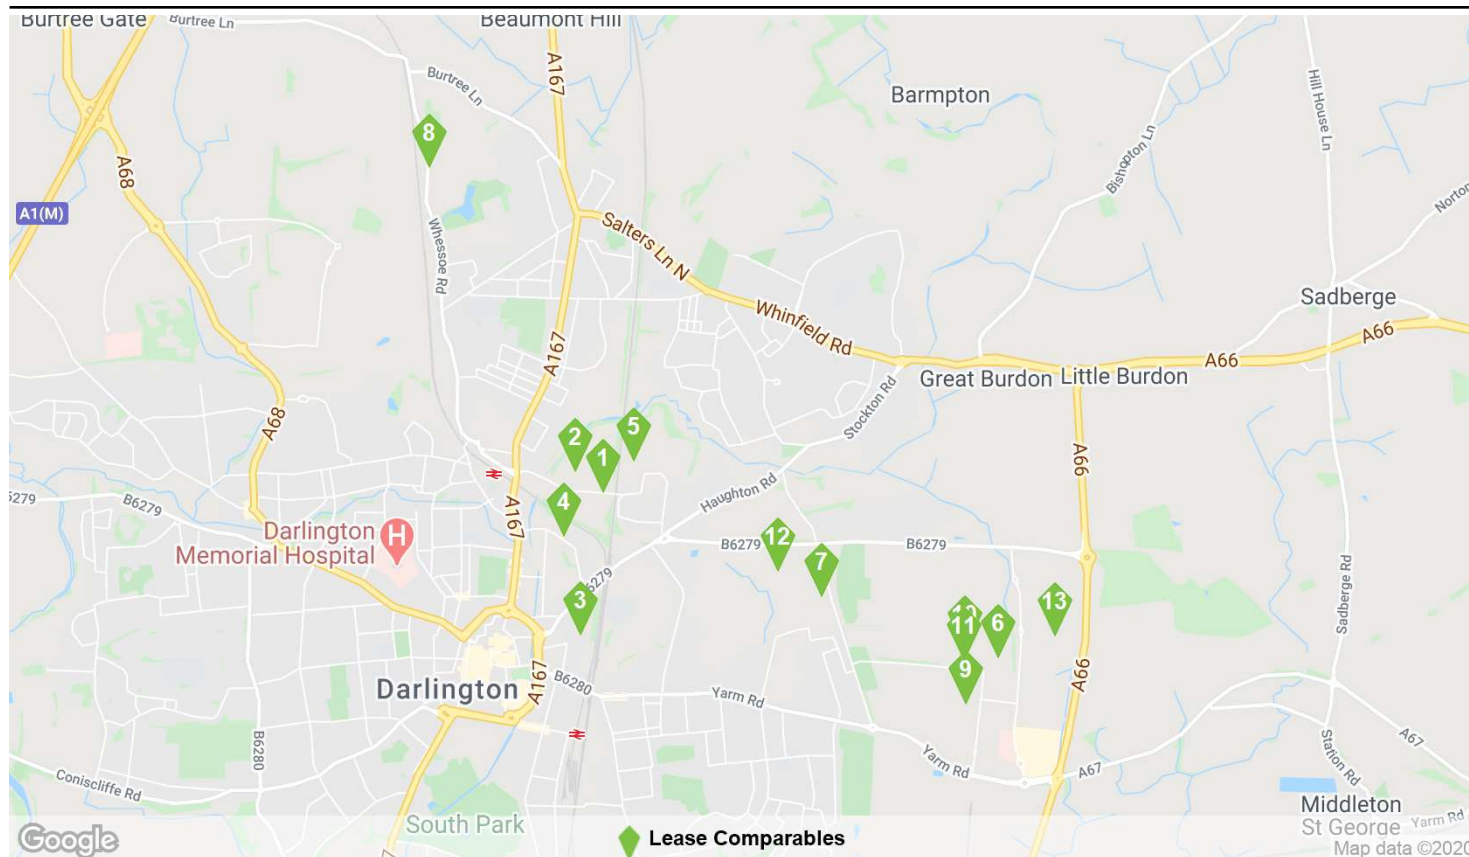 Burtree Gate
Burtree Ln
Beaumont Hill
A167
Burtree Ln
Barmpton
Hill House Ln
8
A68
Bishopton Ln
A1(M)
Whessoe Rd
Salters Ln N
Norton
Sadberge
Whinfield Rd
A66
A167
A66
Great Burdon
Little Burdon
Stockton Rd
A68
2
5
1
A66
5279
B6279
Haughton Rd
4
A167
Darlington
Memorial Hospital
H
12
B6279
B6279
7
6279
Sadberge Rd
3
13
11
6
9
Darlington
A167
B6280
Yarm Rd
A66
B6280
A67
Station Rd
Yarm Rd
A67
Coniscliffe Rd
Middleton
St George
Yarm Rd
South Park
Google
Lease Comparables
Map data ©2020